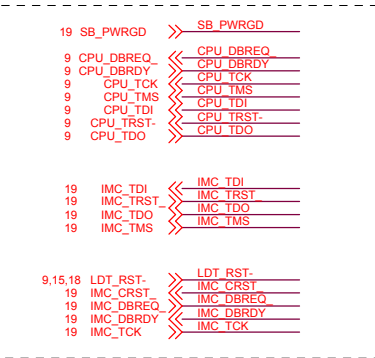 19 SB_PWRGD SB_PWRGD
9 CPU_DBREQ_ CPU_DBREQ_
9 CPU_DBRDY CPU_DBRDY
9 CPU_TCK CPU_TCK
9 CPU_TMS CPU_TMS
9 CPU_TDI CPU_TDI
9 CPU_TRST- CPU_TRST-
9 CPU_TDO CPU_TDO
19 IMC_TDI IMC_TDI
19 IMC_TRST_ IMC_TRST_
19 IMC_TDO IMC_TDO
19 IMC_TMS IMC_TMS
9,15,18 LDT_RST- LDT_RST-
19 IMC_CRST_ IMC_CRST_
19 IMC_DBREQ_ IMC_DBREQ_
19 IMC_DBRDY IMC_DBRDY
19 IMC_TCK IMC_TCK